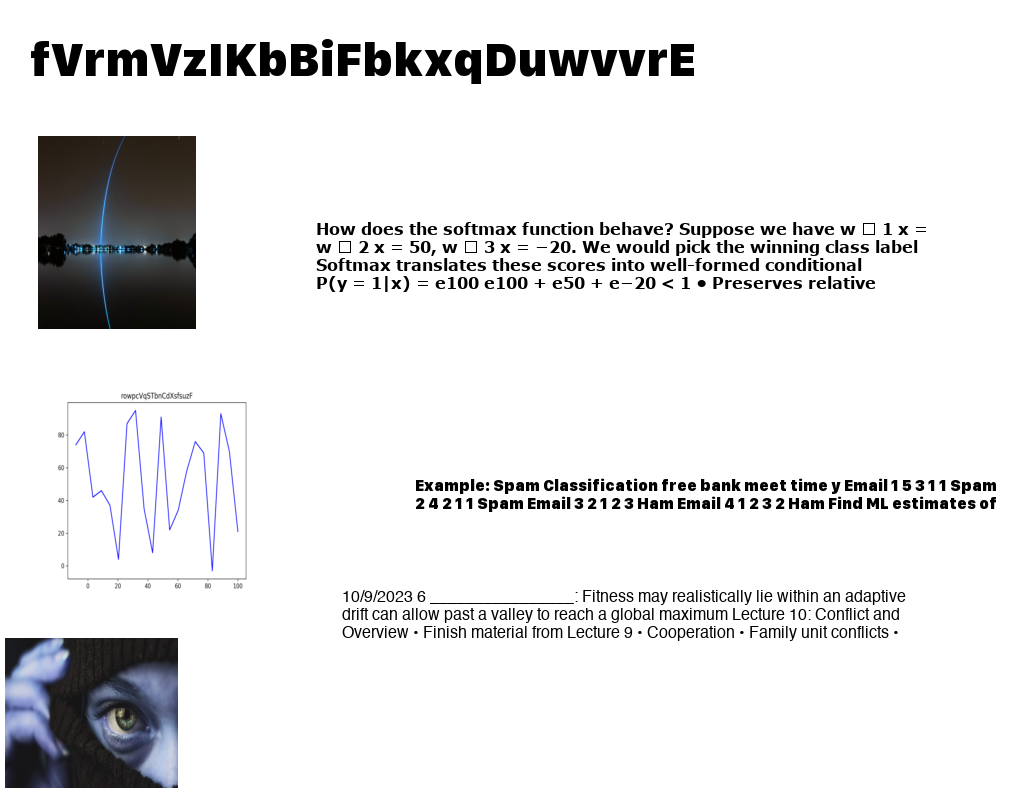 fVrmVzIKbBiFbkxqDuwvvrE
How does the softmax function behave? Suppose we have w □ 1 x =
w □ 2 x = 50, w □ 3 x = −20. We would pick the winning class label
Softmax translates these scores into well-formed conditional
P(y = 1|x) = e100 e100 + e50 + e−20 < 1 • Preserves relative
rowpcVqSTbnCdXsfsuzF
80
60
40
20
0
0 20 40 60 80 100
Example: Spam Classification free bank meet time y Email 1 5 3 1 1 Spam
2 4 2 1 1 Spam Email 3 2 1 2 3 Ham Email 4 1 2 3 2 Ham Find ML estimates of
10/9/2023 6 _________________: Fitness may realistically lie within an adaptive
drift can allow past a valley to reach a global maximum Lecture 10: Conflict and
Overview • Finish material from Lecture 9 • Cooperation • Family unit conflicts •